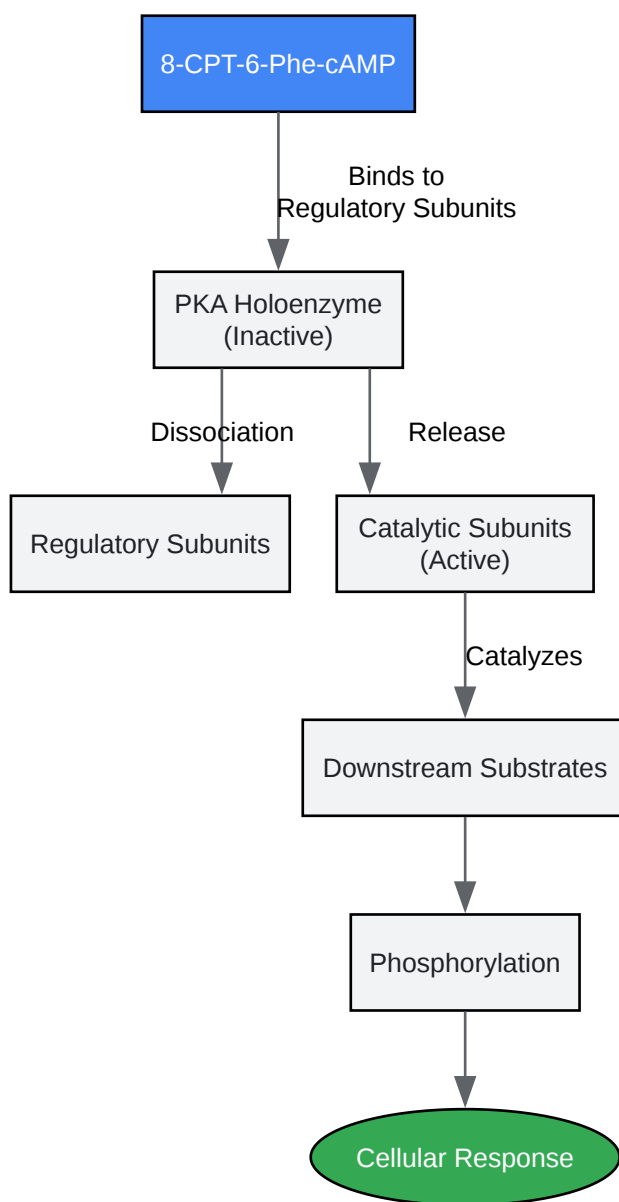 8-CPT-6-Phe-cAMP
Binds to
Regulatory Subunits
PKA Holoenzyme
(Inactive)
Dissociation
Release
Regulatory Subunits
Catalytic Subunits
(Active)
Catalyzes
Downstream Substrates
Phosphorylation
Cellular Response